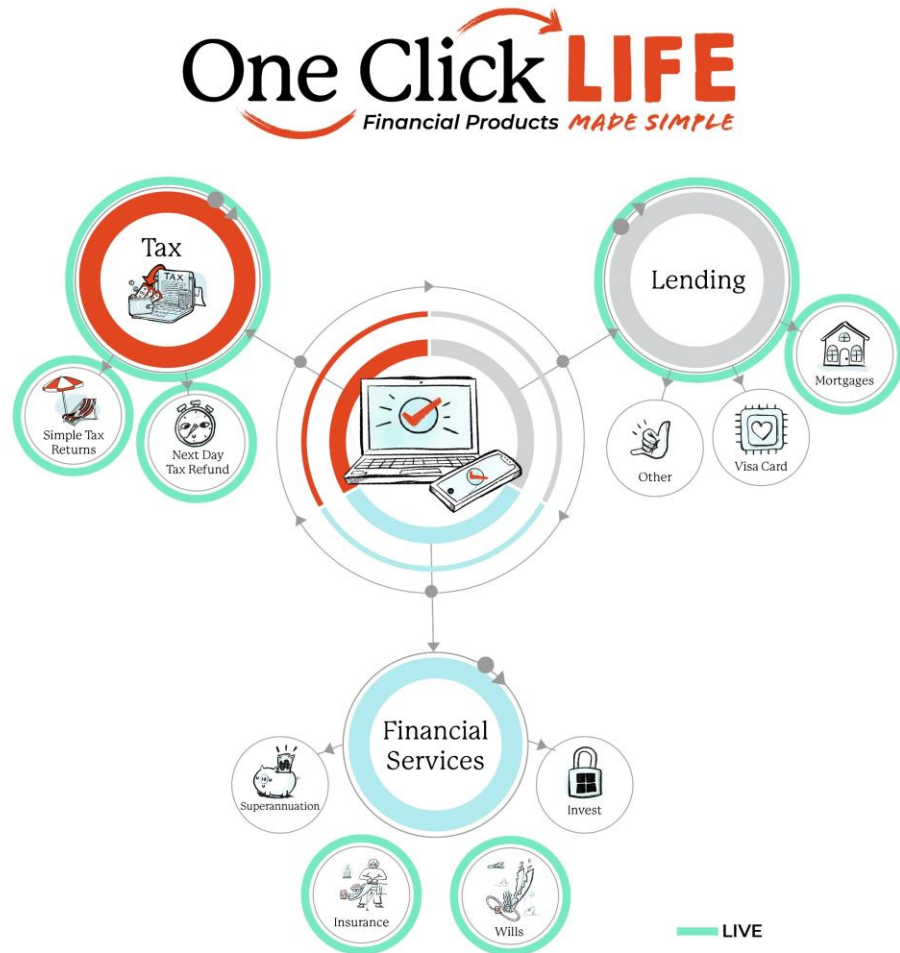 One Click LIFE
Financial Products MADE SIMPLE
Tax
TAX
Lending
Mortgages
Simple Tax
Returns
Next Day
Tax Refund
Other
Visa Card
Financial
Services
Superannuation
Invest
Insurance
Wills
LIVE